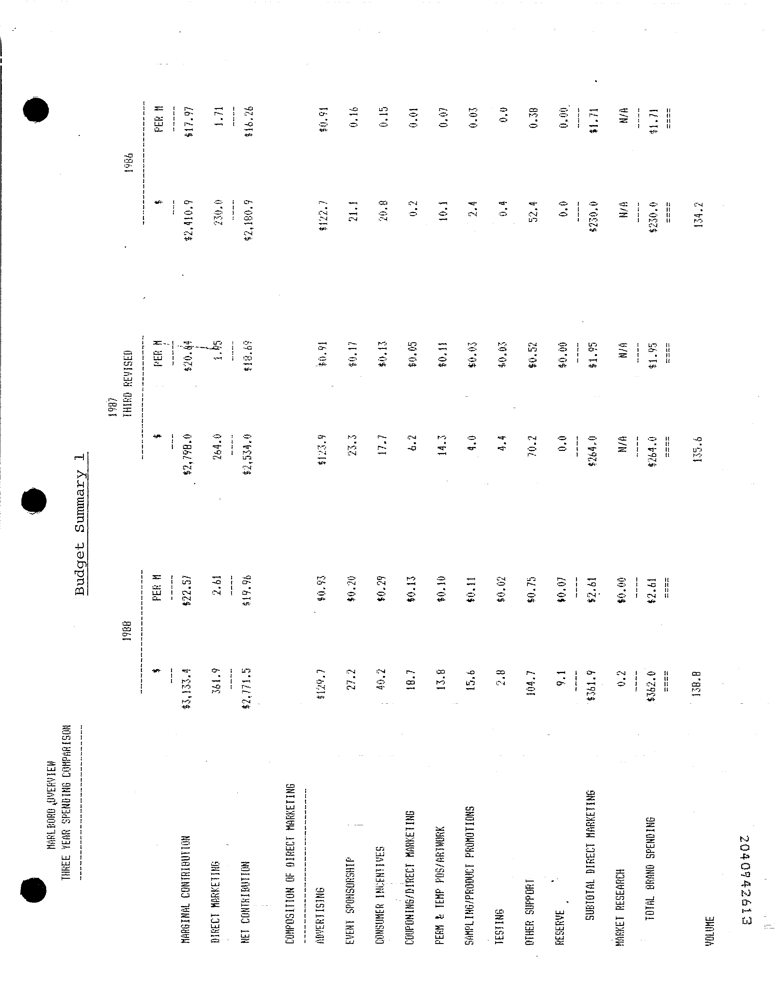 MARLBORO OVERVIEW
THREE YEAR SPENDING COMPARISON
Budget Summary 1
1988 1987 1986
THIRD REVISED
$ PER M $ PER M $ PER M
MARGINAL CONTRIBUTION $3,133.4 $22.57 $2,798.0 $20.64 $2,410.9 $17.97
DIRECT MARKETING 361.9 2.61 264.0 1.95 230.0 1.71
NET CONTRIBUTION $2,771.5 $19.96 $2,534.0 $18.69 $2,180.9 $16.26
COMPOSITION OF DIRECT MARKETING
ADVERTISING $129.7 $0.93 $123.9 $0.91 $122.7 $0.91
EVENT SPONSORSHIP 27.2 $0.20 23.3 $0.17 21.1 0.16
CONSUMER INCENTIVES 40.2 $0.29 17.7 $0.13 20.8 0.15
COUPONING/DIRECT MARKETING 18.7 $0.13 6.2 $0.05 0.2 0.01
PERM & TEMP POS/ARTWORK 13.8 $0.10 14.3 $0.11 10.1 0.07
SAMPLING/PRODUCT PROMOTIONS 15.6 $0.11 4.0 $0.03 2.4 0.03
TESTING 2.8 $0.02 4.4 $0.03 0.4 0.0
OTHER SUPPORT 104.7 $0.75 70.2 $0.52 52.4 0.38
RESERVE 9.1 $0.07 0.0 $0.00 0.0 0.00
SUBTOTAL DIRECT MARKETING $361.9 $2.61 $264.0 $1.95 $230.0 $1.71
MARKET RESEARCH 0.2 $0.00 N/A N/A N/A N/A
TOTAL BRAND SPENDING $362.0 $2.61 $264.0 $1.95 $230.0 $1.71
VOLUME 138.8 135.6 134.2
2040942613